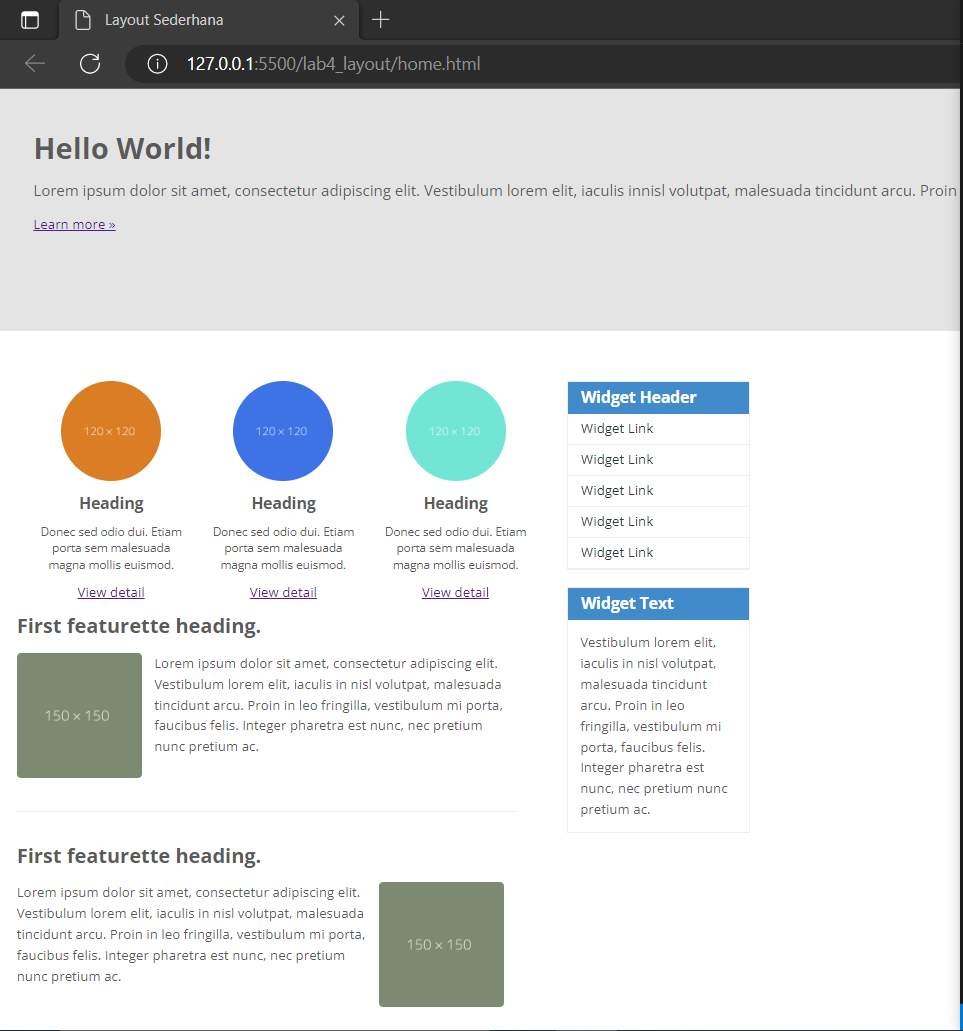 Layout Sederhana
127.0.0.1:5500/lab4_layout/home.html
Hello World!
Lorem ipsum dolor sit amet, consectetur adipiscing elit. Vestibulum lorem elit, iaculis innisl volutpat, malesuada tincidunt arcu. Proin
Learn more »
120 × 120
Heading
Donec sed odio dui. Etiam
porta sem malesuada
magna mollis euismod.
View detail
120 × 120
Heading
Donec sed odio dui. Etiam
porta sem malesuada
magna mollis euismod.
View detail
120 × 120
Heading
Donec sed odio dui. Etiam
porta sem malesuada
magna mollis euismod.
View detail
First featurette heading.
150 × 150
Lorem ipsum dolor sit amet, consectetur adipiscing elit.
Vestibulum lorem elit, iaculis in nisl volutpat, malesuada
tincidunt arcu. Proin in leo fringilla, vestibulum mi porta,
faucibus felis. Integer pharetra est nunc, nec pretium
nunc pretium ac.
First featurette heading.
Lorem ipsum dolor sit amet, consectetur adipiscing elit.
Vestibulum lorem elit, iaculis in nisl volutpat, malesuada
tincidunt arcu. Proin in leo fringilla, vestibulum mi porta,
faucibus felis. Integer pharetra est nunc, nec pretium
nunc pretium ac.
150 × 150
Widget Header
Widget Link
Widget Link
Widget Link
Widget Link
Widget Link
Widget Text
Vestibulum lorem elit,
iaculis in nisl volutpat,
malesuada tincidunt
arcu. Proin in leo
fringilla, vestibulum mi
porta, faucibus felis.
Integer pharetra est
nunc, nec pretium nunc
pretium ac.